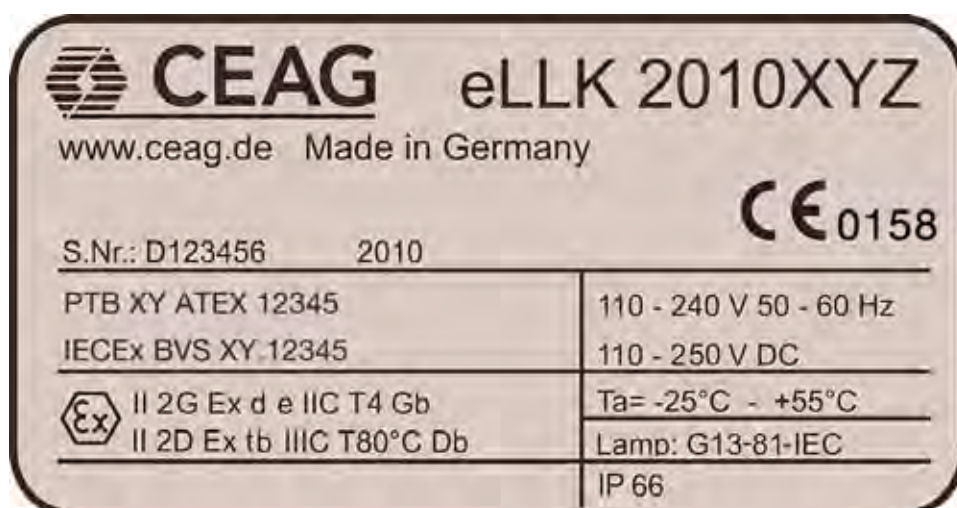 CEAG eLLK 2010XYZ
www.ceag.de Made in Germany
CE 0158
S.Nr.: D123456 2010
PTB XY ATEX 12345
IECEx BVS XY 12345
110 - 240 V 50 - 60 Hz
110 - 250 V DC
Ex II 2G Ex d e IIC T4 Gb
II 2D Ex tb IIIC T80°C Db
Ta= -25°C - +55°C
Lamp: G13-81-IEC
IP 66